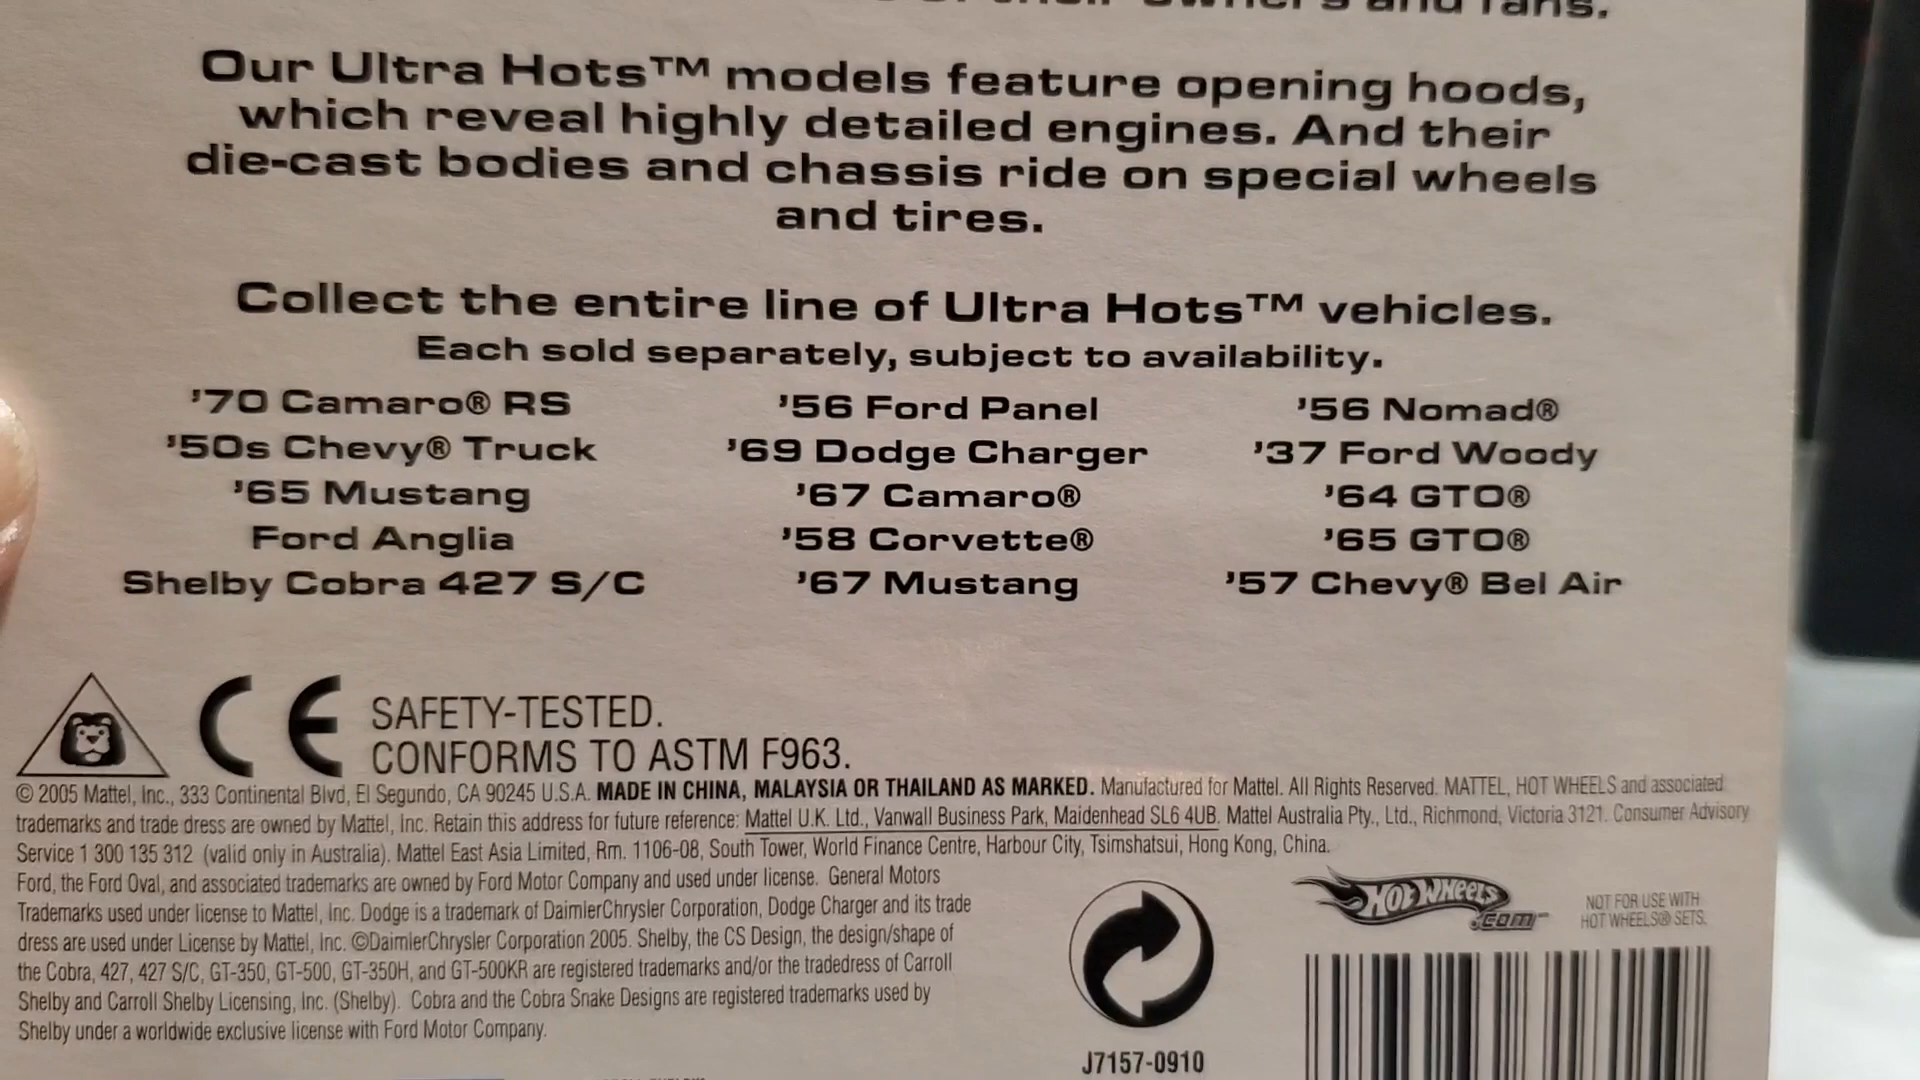 their owner's and fans.
Our Ultra Hots™ models feature opening hoods,
which reveal highly detailed engines. And their
die-cast bodies and chassis ride on special wheels
and tires.
Collect the entire line of Ultra Hots™ vehicles.
Each sold separately, subject to availability.
'70 Camaro® RS
'50s Chevy® Truck
'65 Mustang
Ford Anglia
Shelby Cobra 427 S/C
'56 Ford Panel
'69 Dodge Charger
'67 Camaro®
'58 Corvette®
'67 Mustang
'56 Nomad®
'37 Ford Woody
'64 GTO®
'65 GTO®
'57 Chevy® Bel Air
CE
SAFETY-TESTED.
CONFORMS TO ASTM F963.
© 2005 Mattel, Inc., 333 Continental Blvd, El Segundo, CA 90245 U.S.A. MADE IN CHINA, MALAYSIA OR THAILAND AS MARKED. Manufactured for Mattel. All Rights Reserved. MATTEL, HOT WHEELS and associated
trademarks and trade dress are owned by Mattel, Inc. Retain this address for future reference: Mattel U.K. Ltd., Vanwall Business Park, Maidenhead SL6 4UB. Mattel Australia Pty., Ltd., Richmond, Victoria 3121. Consumer Advisory
Service 1 300 135 312 (valid only in Australia). Mattel East Asia Limited, Rm. 1106-08, South Tower, World Finance Centre, Harbour City, Tsimshatsui, Hong Kong, China.
Ford, the Ford Oval, and associated trademarks are owned by Ford Motor Company and used under license. General Motors
Trademarks used under license to Mattel, Inc. Dodge is a trademark of DaimlerChrysler Corporation, Dodge Charger and its trade
dress are used under License by Mattel, Inc. ©DaimlerChrysler Corporation 2005. Shelby, the CS Design, the design/shape of
the Cobra, 427, 427 S/C, GT-350, GT-500, GT-350H, and GT-500KR are registered trademarks and/or the tradedress of Carroll
Shelby and Carroll Shelby Licensing, Inc. (Shelby). Cobra and the Cobra Snake Designs are registered trademarks used by
Shelby under a worldwide exclusive license with Ford Motor Company.
J7157-0910
HOT WHEELS
.COM
NOT FOR USE WITH
HOT WHEELS® SETS.